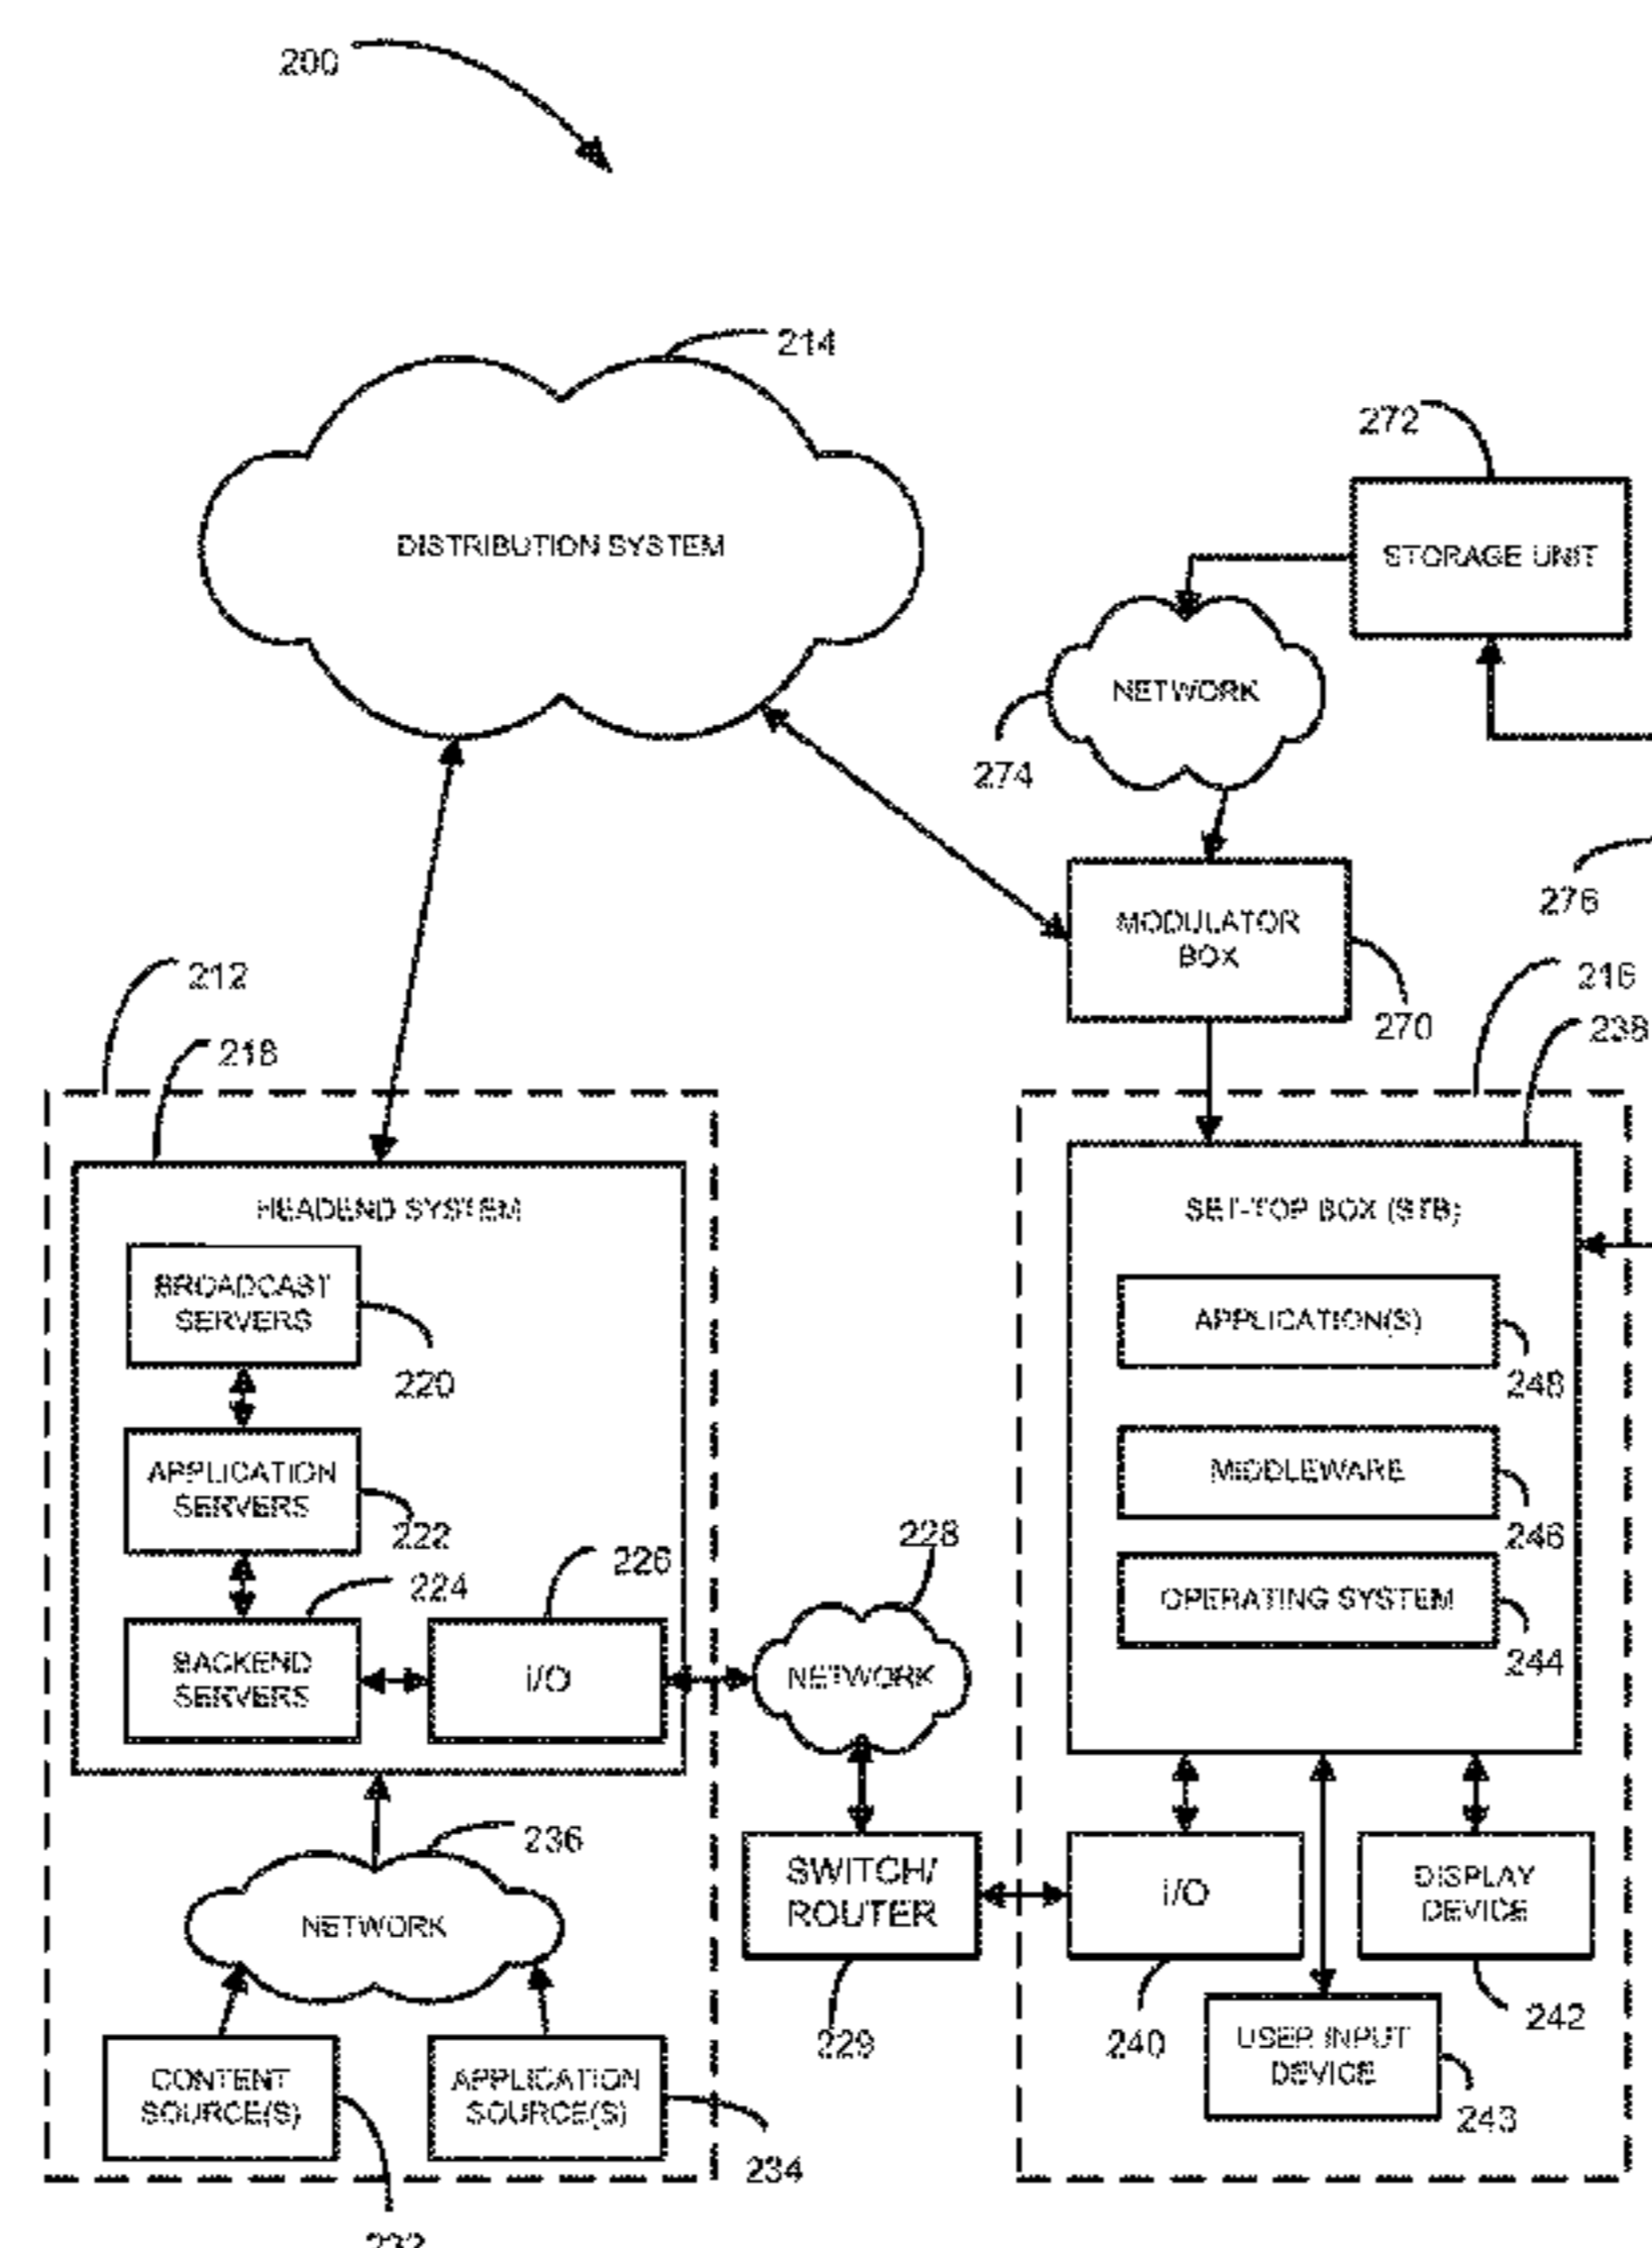 200
214
DISTRIBUTION SYSTEM
272
STORAGE UNIT
NETWORK
274
276
MODULATOR
BOX
270
212
218
216
238
HEADEND SYSTEM
BROADCAST
SERVERS
220
APPLICATION
SERVERS
222
224
226
BACKEND
SERVERS
i/O
228
NETWORK
236
NETWORK
SWITCH/
ROUTER
229
CONTENT
SOURCE(S)
APPLICATION
SOURCE(S)
234
232
SET-TOP BOX (STB)
APPLICATION(S)
248
MIDDLEWARE
246
OPERATING SYSTEM
244
i/O
240
DISPLAY
DEVICE
242
USER INPUT
DEVICE
243